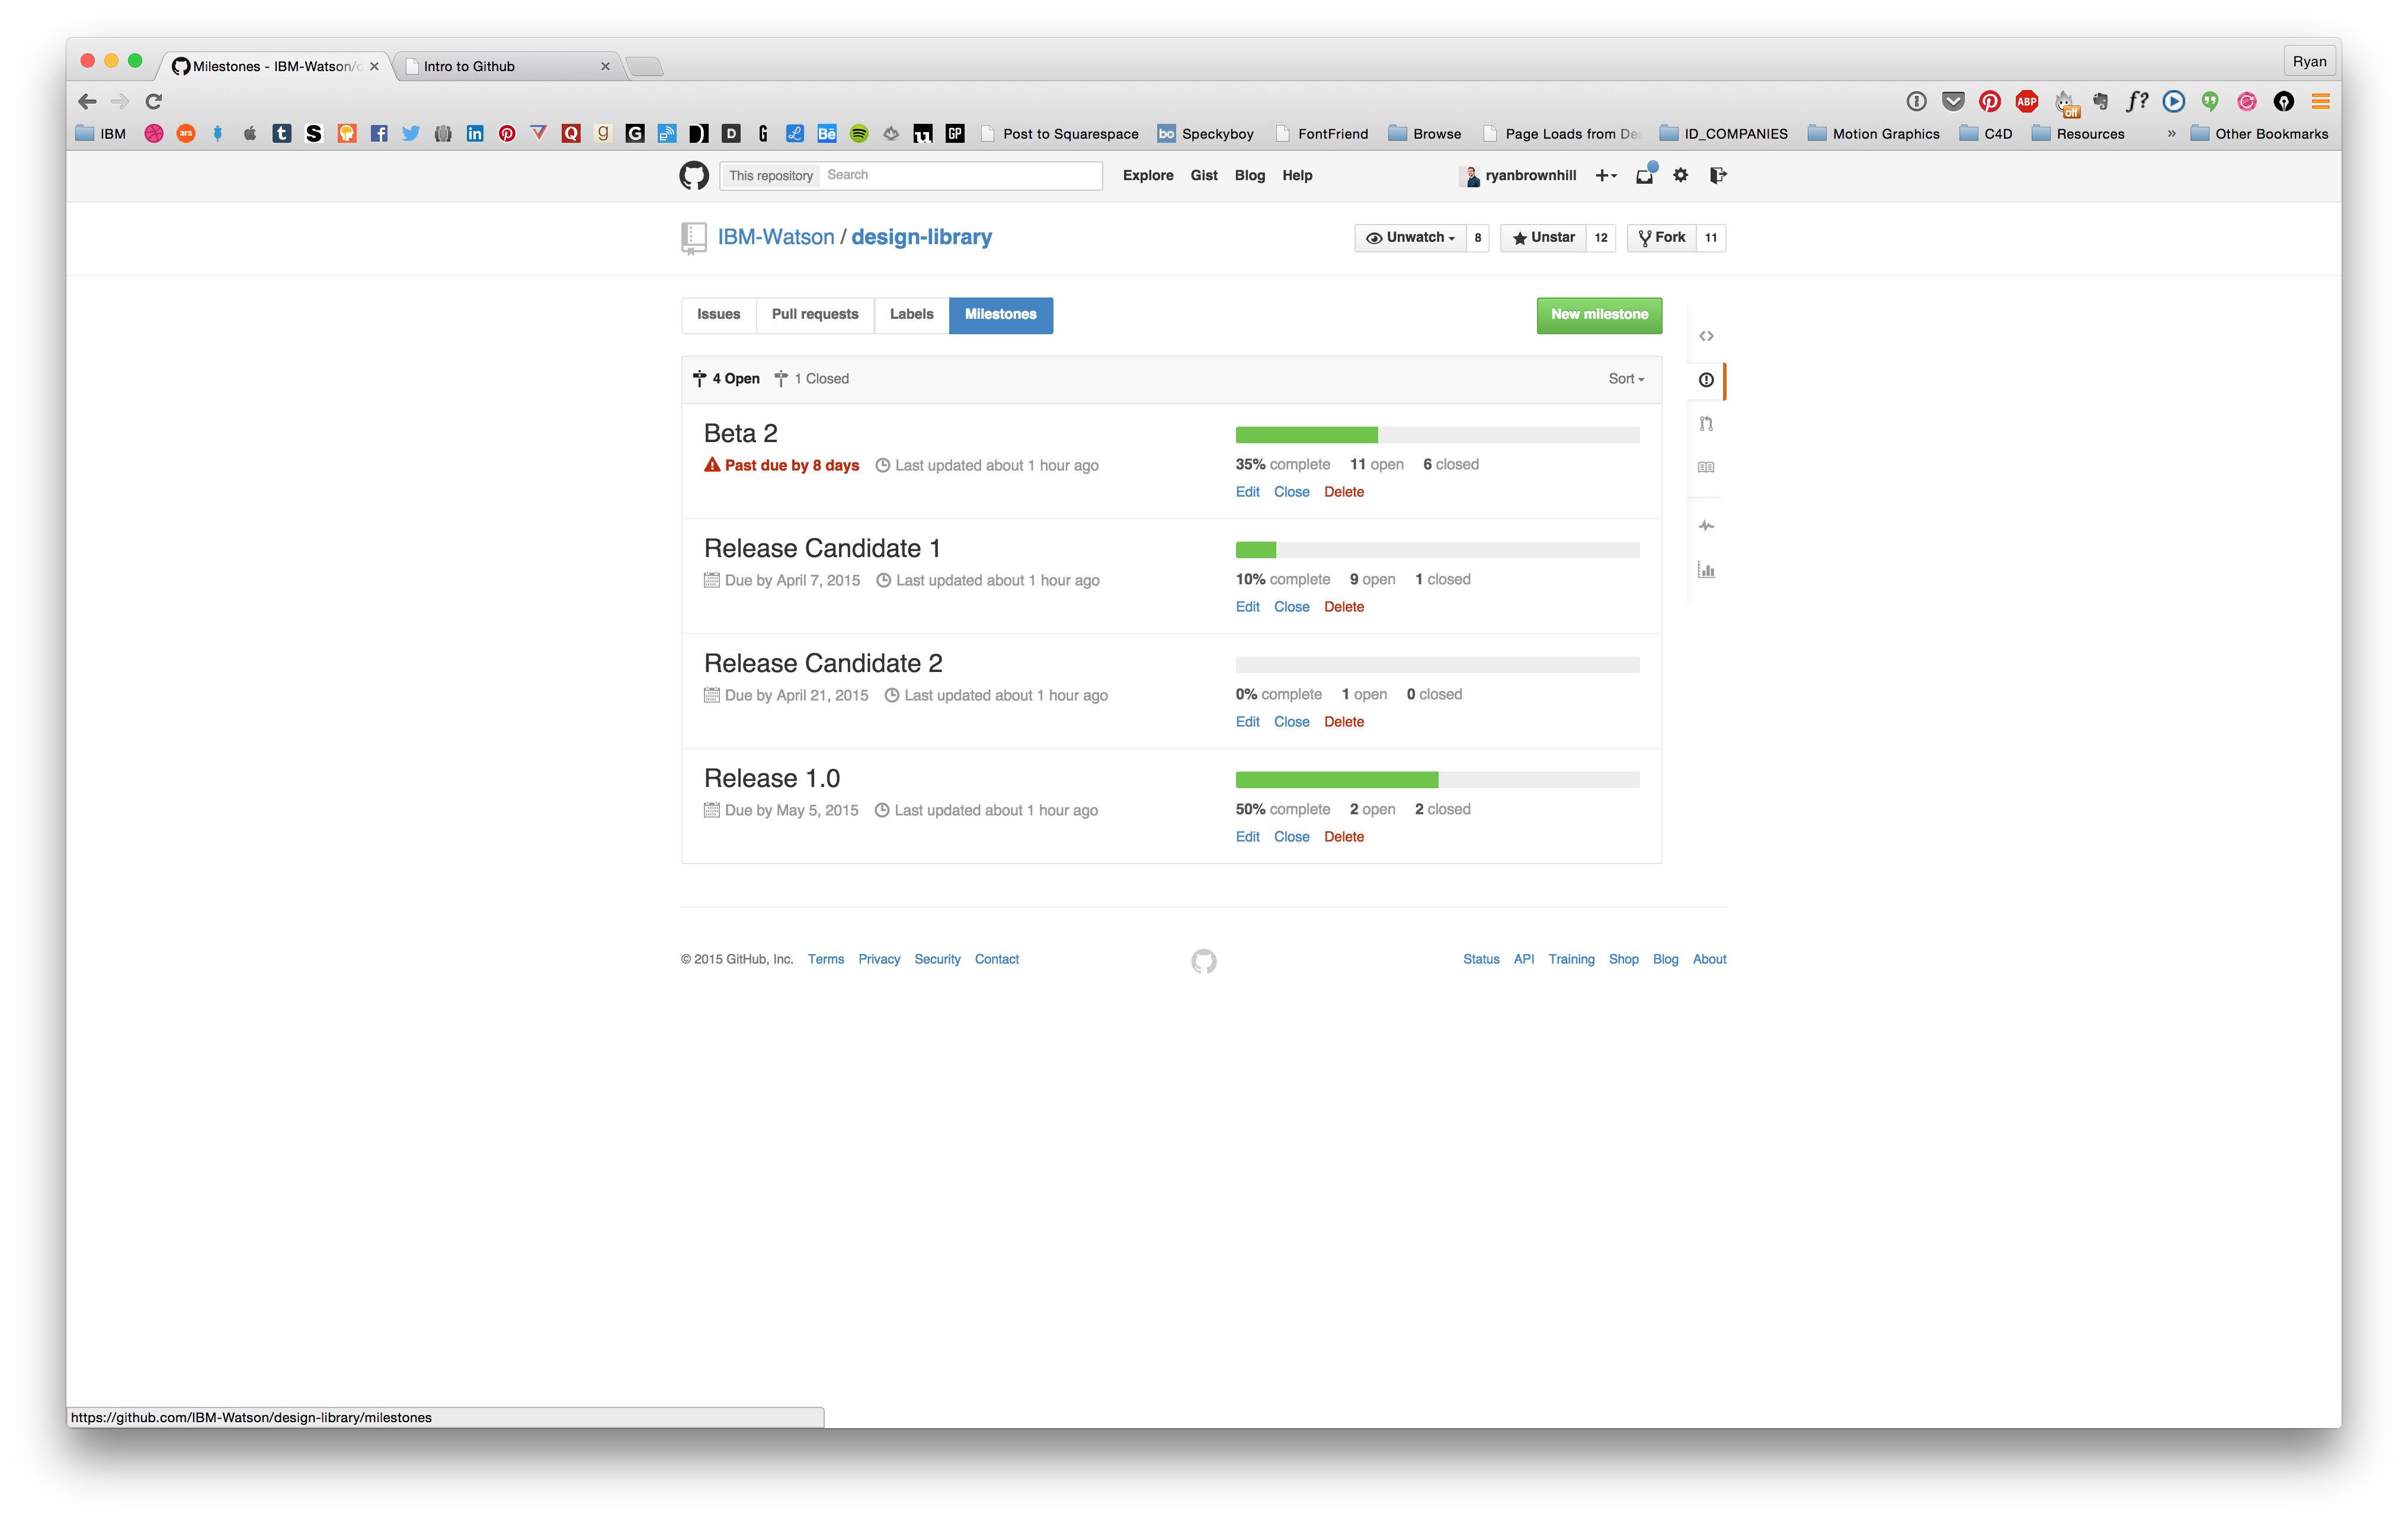 Milestones - IBM-Watson/
Intro to Github
Ryan
ABP
f?
off
IBM
ars
t
S
f
in
Q
g
G
D
G
L
Bē
GP
Post to Squarespace
bo Speckyboy
FontFriend
Browse
Page Loads from
ID_COMPANIES
Motion Graphics
C4D
Resources
»
Other Bookmarks
This repository
Search
Explore
Gist
Blog
Help
ryanbrownhill
IBM-Watson / design-library
Unwatch 8
Unstar 12
Fork 11
Issues
Pull requests
Labels
Milestones
New milestone
4 Open
1 Closed
Sort
Beta 2
Past due by 8 days Last updated about 1 hour ago
35% complete 11 open 6 closed
Edit Close Delete
Release Candidate 1
Due by April 7, 2015 Last updated about 1 hour ago
10% complete 9 open 1 closed
Edit Close Delete
Release Candidate 2
Due by April 21, 2015 Last updated about 1 hour ago
0% complete 1 open 0 closed
Edit Close Delete
Release 1.0
Due by May 5, 2015 Last updated about 1 hour ago
50% complete 2 open 2 closed
Edit Close Delete
© 2015 GitHub, Inc. Terms Privacy Security Contact
Status API Training Shop Blog About
https://github.com/IBM-Watson/design-library/milestones